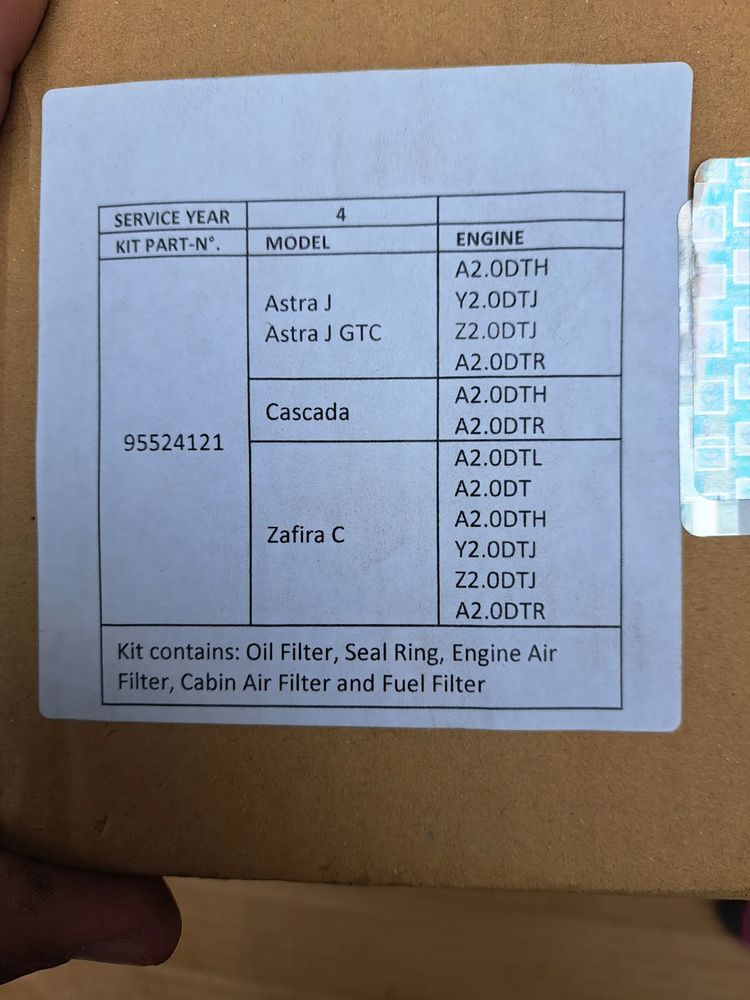 SERVICE YEAR 4
KIT PART-Nº. MODEL ENGINE
95524121
Astra J
Astra J GTC
A2.0DTH
Y2.0DTJ
Z2.0DTJ
A2.0DTR
Cascada
A2.0DTH
A2.0DTR
Zafira C
A2.0DTL
A2.0DT
A2.0DTH
Y2.0DTJ
Z2.0DTJ
A2.0DTR
Kit contains: Oil Filter, Seal Ring, Engine Air
Filter, Cabin Air Filter and Fuel Filter